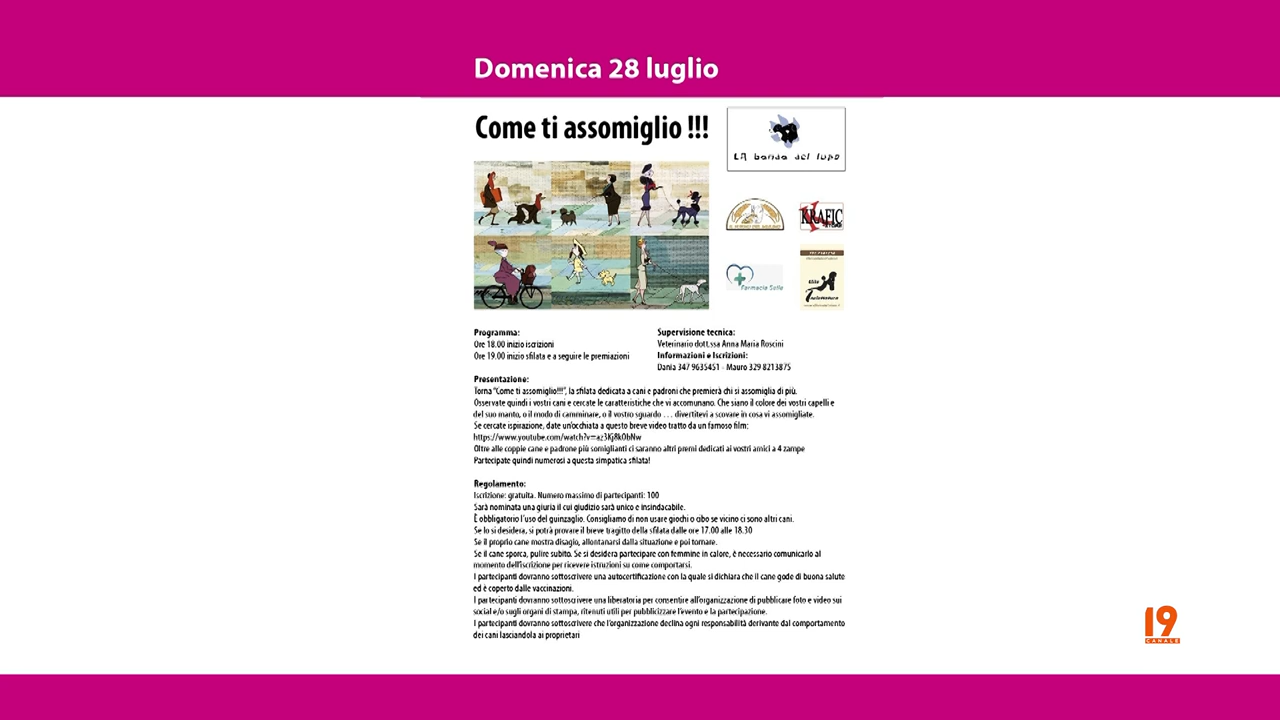 Domenica 28 luglio
Come ti assomiglio !!!
LA banda del lupo
KRAFIC
Farmacia Selle
Programma:
Ore 18.00 inizio iscrizioni
Ore 19.00 inizio sfilata e a seguire le premiazioni
Supervisione tecnica:
Veterinario dott.ssa Anna Maria Roscini
Informazioni e Iscrizioni:
Dania 347 9635451 - Mauro 329 8213875
Presentazione:
Torna "Come ti assomiglio!!!", la sfilata dedicata a cani e padroni che premierà chi si assomiglia di più.
Osservate quindi i vostri cani e cercate le caratteristiche che vi accomunano. Che siano il colore dei vostri capelli e
del suo manto, o il modo di camminare, o il vostro sguardo … divertitevi a scovare in cosa vi assomigliate.
Se cercate ispirazione, date un'occhiata a questo breve video tratto da un famoso film:
https://www.youtube.com/watch?v=az3Kj8kObNw
Oltre alle coppie cane e padrone più somiglianti ci saranno altri premi dedicati ai vostri amici a 4 zampe
Partecipate quindi numerosi a questa simpatica sfilata!
Regolamento:
Iscrizione: gratuita. Numero massimo di partecipanti: 100
Sarà nominata una giuria il cui giudizio sarà unico e insindacabile.
È obbligatorio l'uso del guinzaglio. Consigliamo di non usare giochi o cibo se vicino ci sono altri cani.
Se lo si desidera, si potrà provare il breve tragitto della sfilata dalle ore 17.00 alle 18.30
Se il proprio cane mostra disagio, allontanarsi dalla situazione e poi tornare.
Se il cane sporca, pulire subito. Se si desidera partecipare con femmine in calore, è necessario comunicarlo al
momento dell'iscrizione per ricevere istruzioni su come comportarsi.
I partecipanti dovranno sottoscrivere una autocertificazione con la quale si dichiara che il cane gode di buona salute
ed è coperto dalle vaccinazioni.
I partecipanti dovranno sottoscrivere una liberatoria per consentire all'organizzazione di pubblicare foto e video sui
social e/o sugli organi di stampa, ritenuti utili per pubblicizzare l'evento e la partecipazione.
I partecipanti dovranno sottoscrivere che l'organizzazione declina ogni responsabilità derivante dal comportamento
dei cani lasciandola ai proprietari
19
CANALE